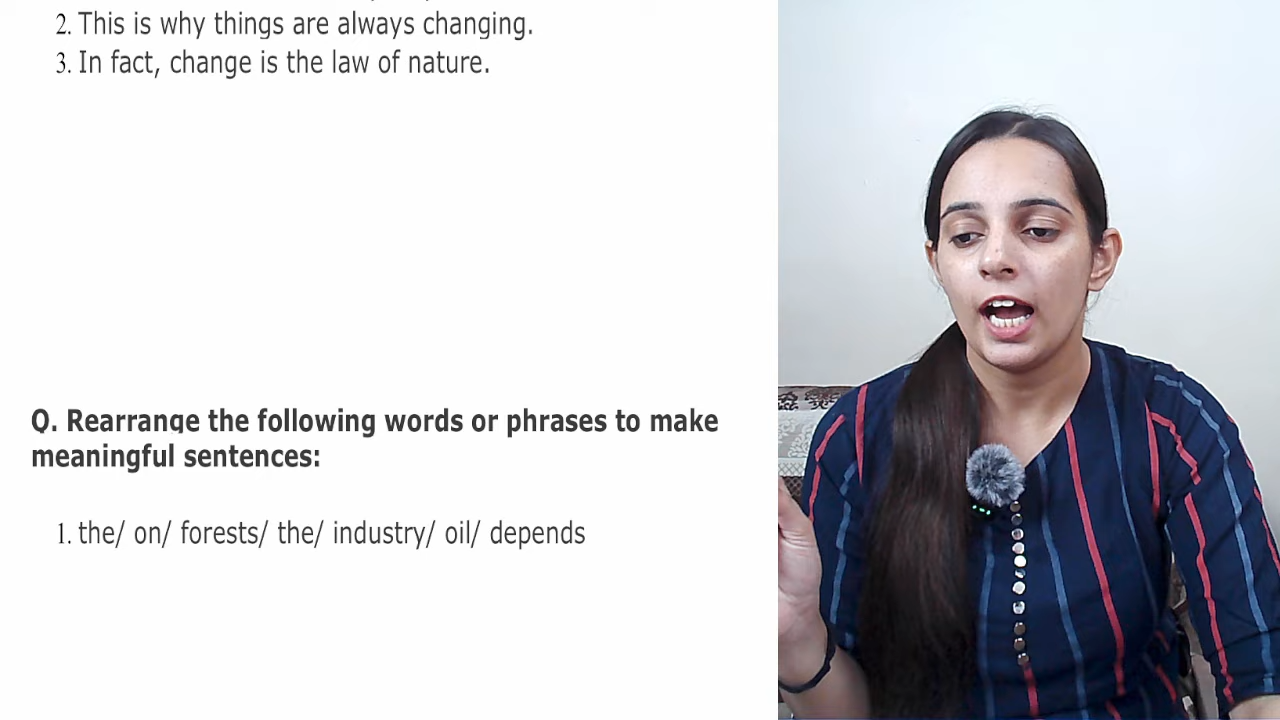 2. This is why things are always changing.
3. In fact, change is the law of nature.
Q. Rearrange the following words or phrases to make
meaningful sentences:
1. the/ on/ forests/ the/ industry/ oil/ depends